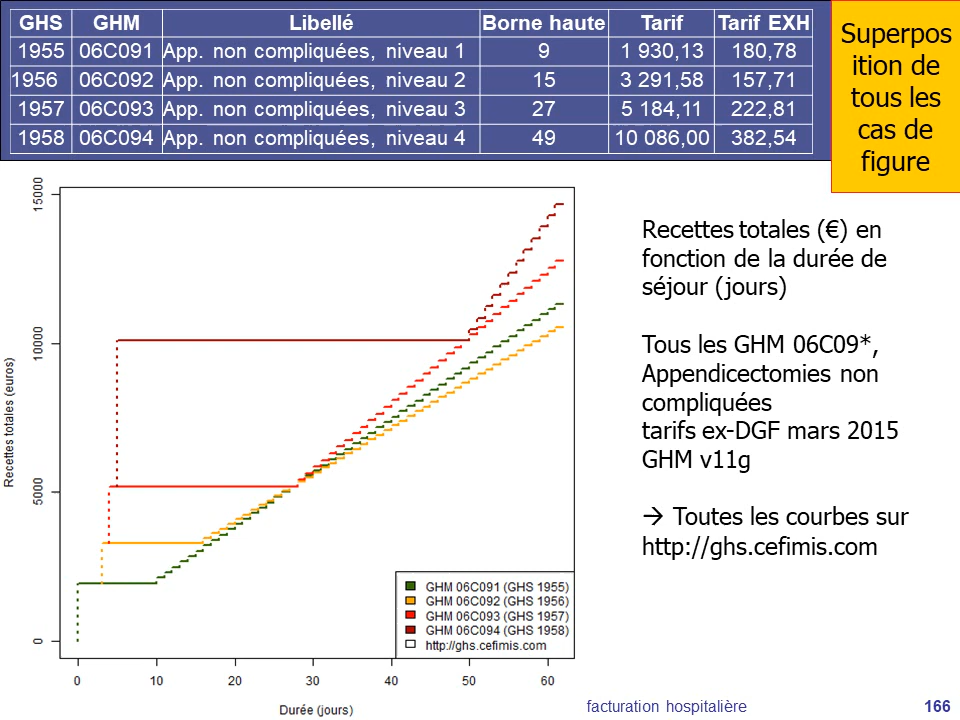 GHS GHM Libellé Borne haute Tarif Tarif EXH
1955 06C091 App. non compliquées, niveau 1 9 1 930,13 180,78
1956 06C092 App. non compliquées, niveau 2 15 3 291,58 157,71
1957 06C093 App. non compliquées, niveau 3 27 5 184,11 222,81
1958 06C094 App. non compliquées, niveau 4 49 10 086,00 382,54
Superpos
ition de
tous les
cas de
figure
15000
10000
5000
0
Recettes totales (euros)
0 10 20 30 40 50 60
Durée (jours)
GHM 06C091 (GHS 1955)
GHM 06C092 (GHS 1956)
GHM 06C093 (GHS 1957)
GHM 06C094 (GHS 1958)
http://ghs.cefimis.com
Recettes totales (€) en
fonction de la durée de
séjour (jours)
Tous les GHM 06C09*,
Appendicectomies non
compliquées
tarifs ex-DGF mars 2015
GHM v11g
→ Toutes les courbes sur
http://ghs.cefimis.com
facturation hospitalière 166